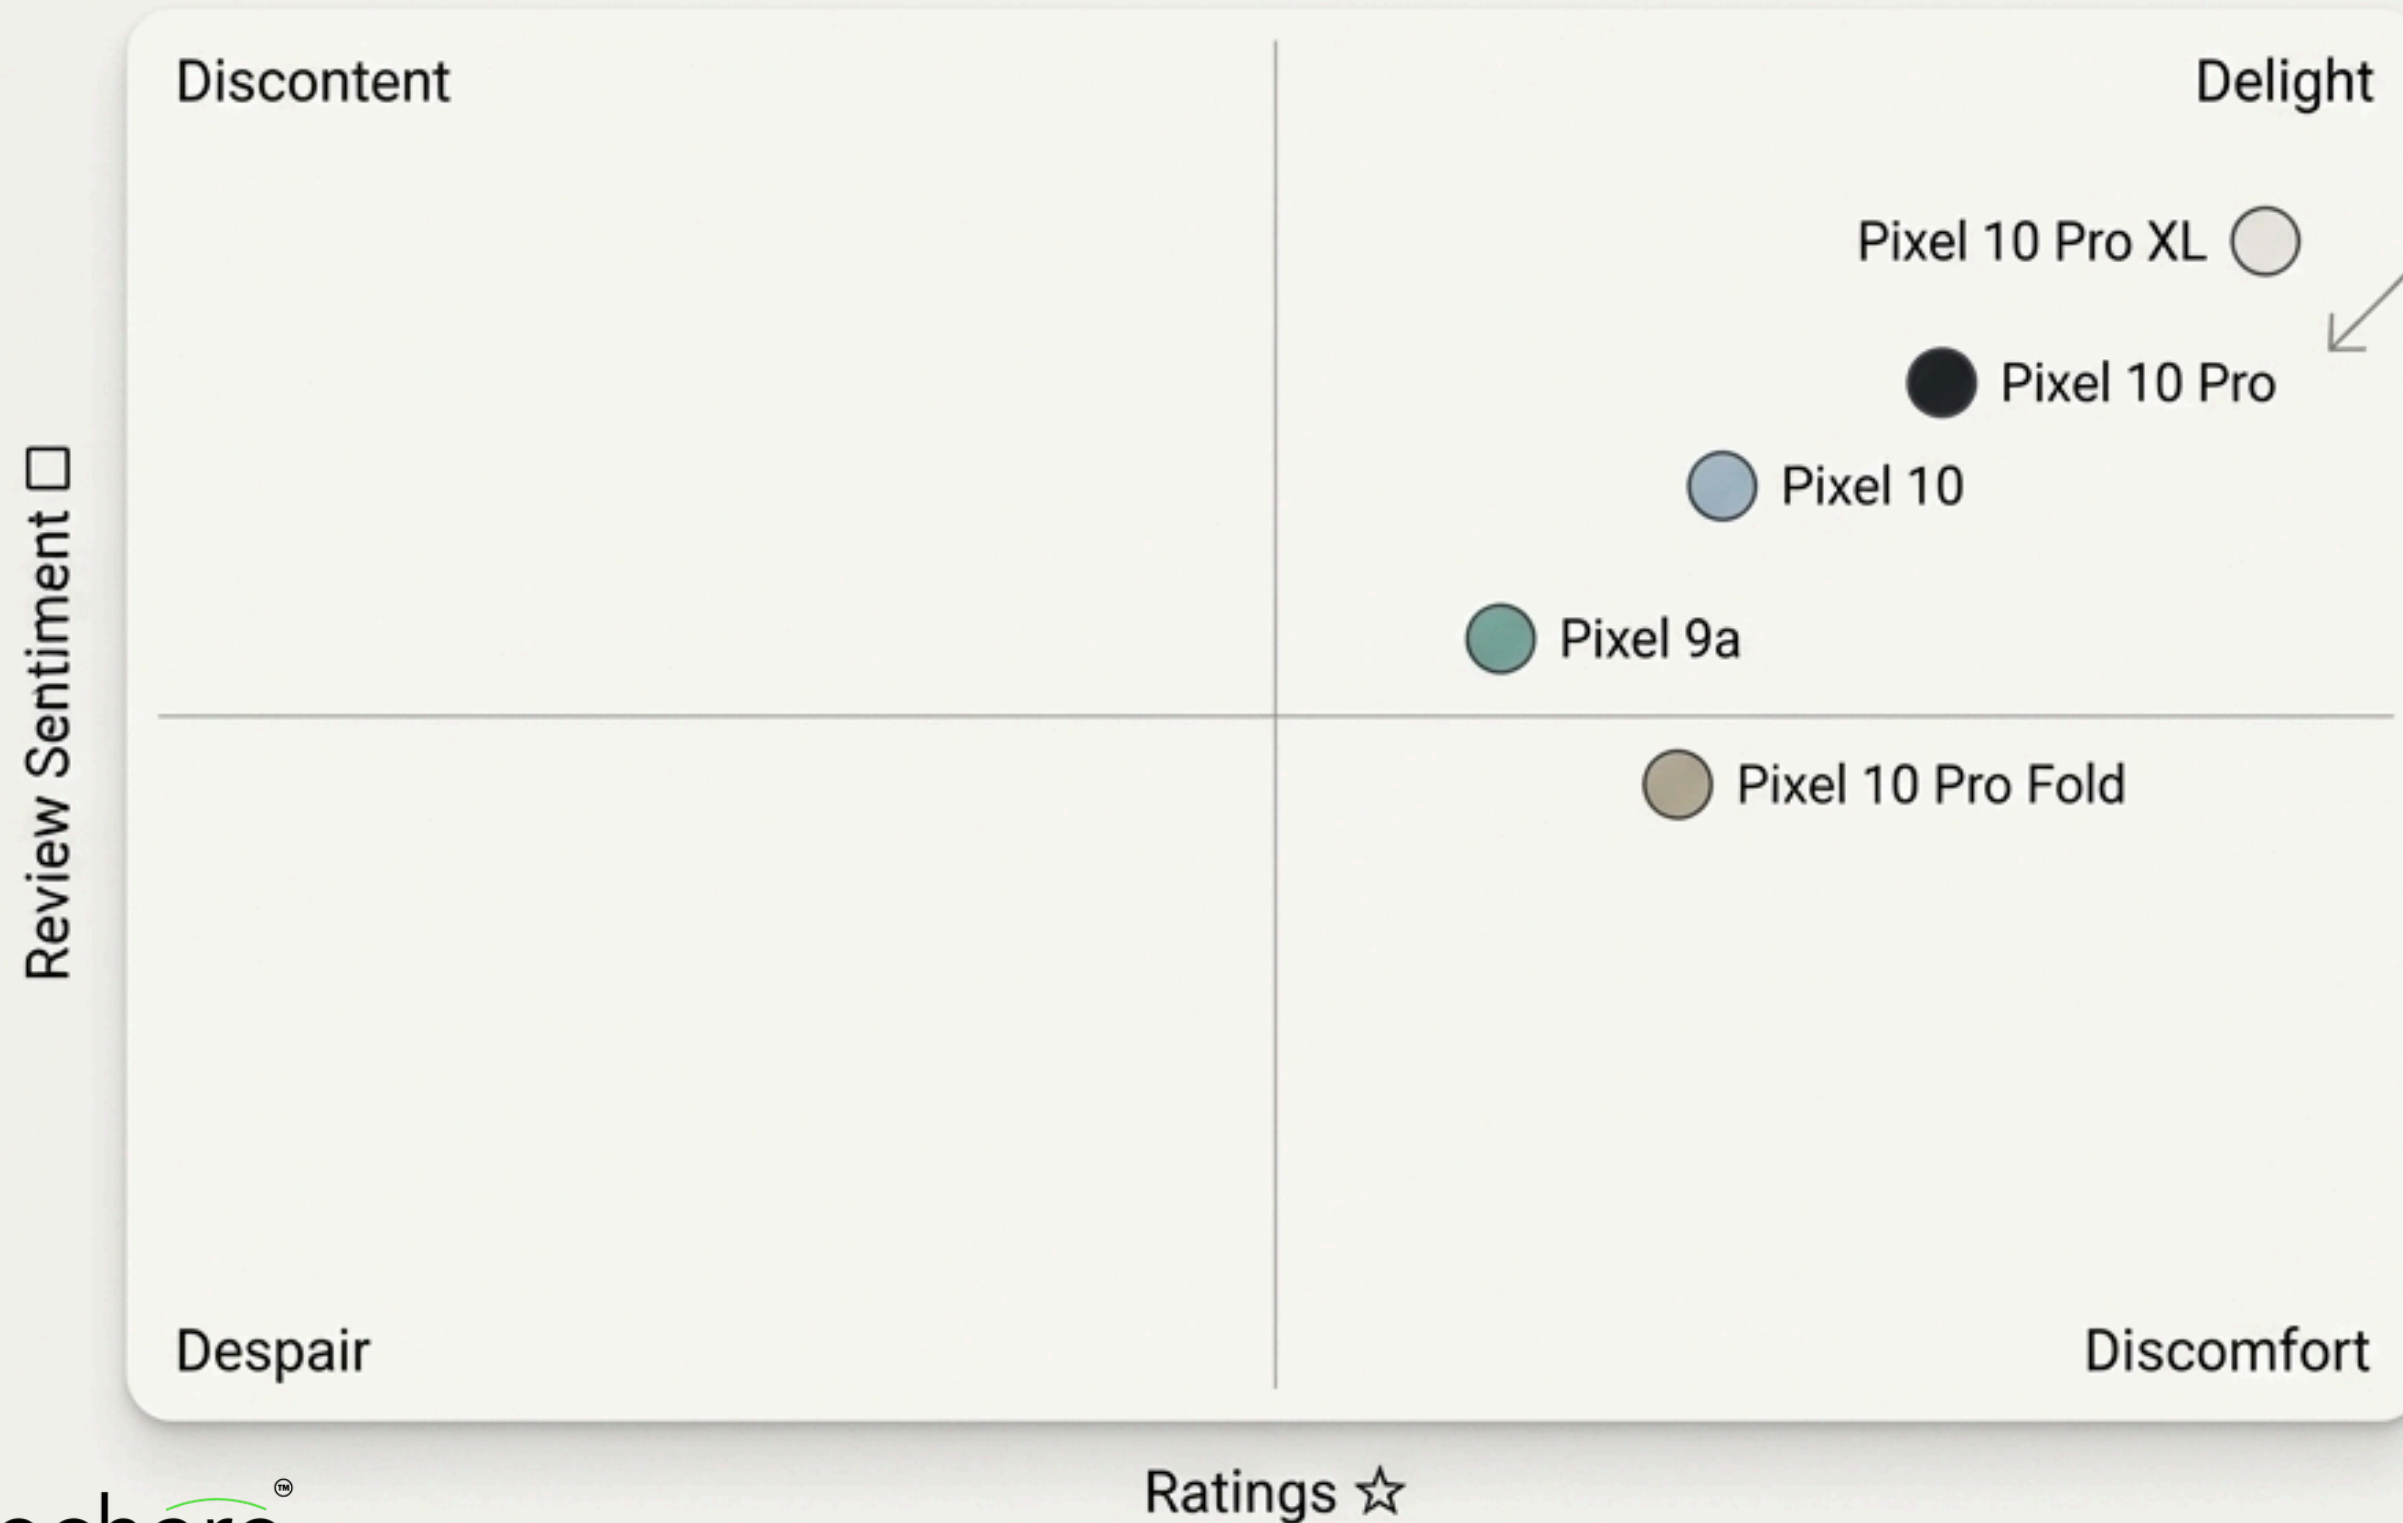 Discontent
Delight
Pixel 10 Pro XL
Pixel 10 Pro
Pixel 10
Pixel 9a
Pixel 10 Pro Fold
Review Sentiment
Despair
Discomfort
Ratings ☆
™